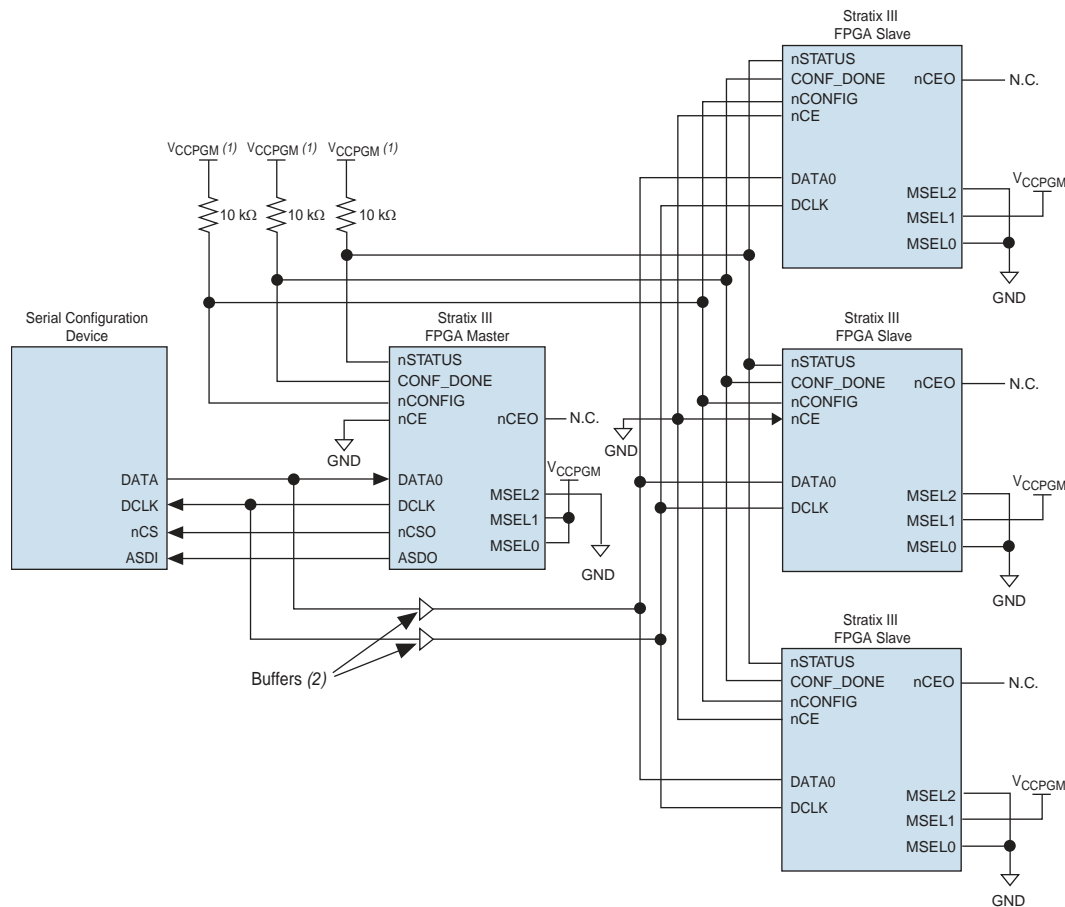 Stratix III
FPGA Slave
nSTATUS
CONF_DONE
nCONFIG
nCE
nCEO
N.C.
DATA0
DCLK
MSEL2
MSEL1
MSEL0
VCCPGM
GND
VCCPGM (1)
VCCPGM (1)
VCCPGM (1)
10 kΩ
10 kΩ
10 kΩ
Serial Configuration
Device
DATA
DCLK
nCS
ASDI
Stratix III
FPGA Master
nSTATUS
CONF_DONE
nCONFIG
nCE
nCEO
N.C.
GND
DATA0
DCLK
nCSO
ASDO
VCCPGM
MSEL2
MSEL1
MSEL0
GND
Buffers (2)
Stratix III
FPGA Slave
nSTATUS
CONF_DONE
nCONFIG
nCE
nCEO
N.C.
GND
DATA0
DCLK
MSEL2
MSEL1
MSEL0
VCCPGM
GND
Stratix III
FPGA Slave
nSTATUS
CONF_DONE
nCONFIG
nCE
nCEO
N.C.
DATA0
DCLK
MSEL2
MSEL1
MSEL0
VCCPGM
GND